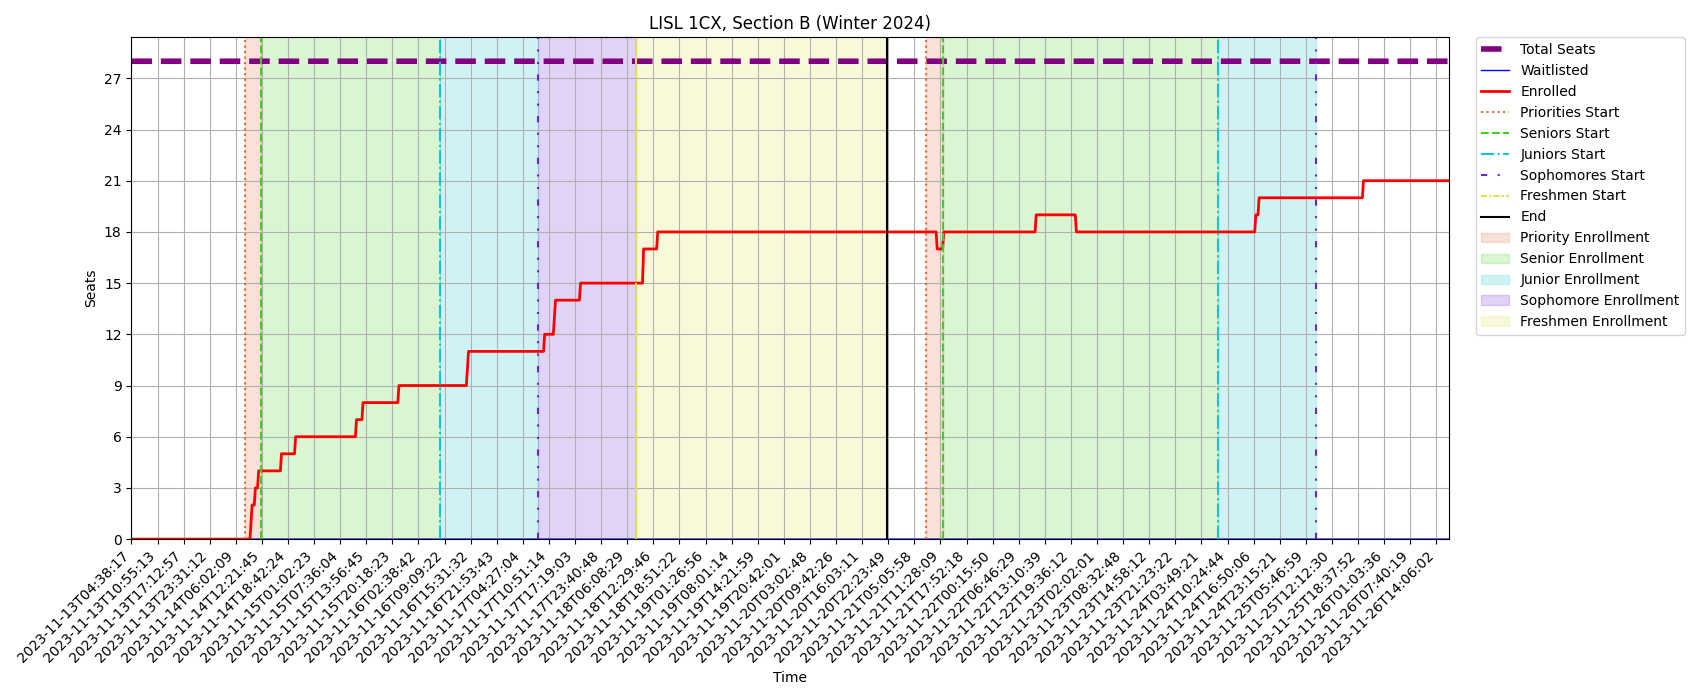 LISL 1CX, Section B (Winter 2024)
Seats
27
24
21
18
15
12
9
6
3
0
2023-11-13T04:38:17
2023-11-13T10:55:13
2023-11-13T17:12:57
2023-11-13T23:31:12
2023-11-14T06:02:09
2023-11-14T12:21:45
2023-11-14T18:42:24
2023-11-15T01:02:23
2023-11-15T07:36:04
2023-11-15T13:56:45
2023-11-15T20:18:23
2023-11-16T02:38:42
2023-11-16T09:09:22
2023-11-16T15:31:32
2023-11-16T21:53:43
2023-11-17T04:27:04
2023-11-17T10:51:14
2023-11-17T17:19:03
2023-11-17T23:40:48
2023-11-18T06:08:29
2023-11-18T12:29:46
2023-11-18T18:51:22
2023-11-19T01:26:56
2023-11-19T08:01:14
2023-11-19T14:21:59
2023-11-19T20:42:01
2023-11-20T03:02:48
2023-11-20T09:42:26
2023-11-20T16:03:11
2023-11-20T22:23:49
2023-11-21T05:05:58
2023-11-21T11:28:09
2023-11-21T17:52:18
2023-11-22T00:15:50
2023-11-22T06:46:29
2023-11-22T13:10:39
2023-11-22T19:36:12
2023-11-23T02:02:01
2023-11-23T08:32:48
2023-11-23T14:58:12
2023-11-23T21:23:22
2023-11-24T03:49:21
2023-11-24T10:24:44
2023-11-24T16:50:06
2023-11-24T23:15:21
2023-11-25T05:46:59
2023-11-25T12:12:30
2023-11-25T18:37:52
2023-11-26T01:03:36
2023-11-26T07:40:19
2023-11-26T14:06:02
Time
Total Seats
Waitlisted
Enrolled
Priorities Start
Seniors Start
Juniors Start
Sophomores Start
Freshmen Start
End
Priority Enrollment
Senior Enrollment
Junior Enrollment
Sophomore Enrollment
Freshmen Enrollment